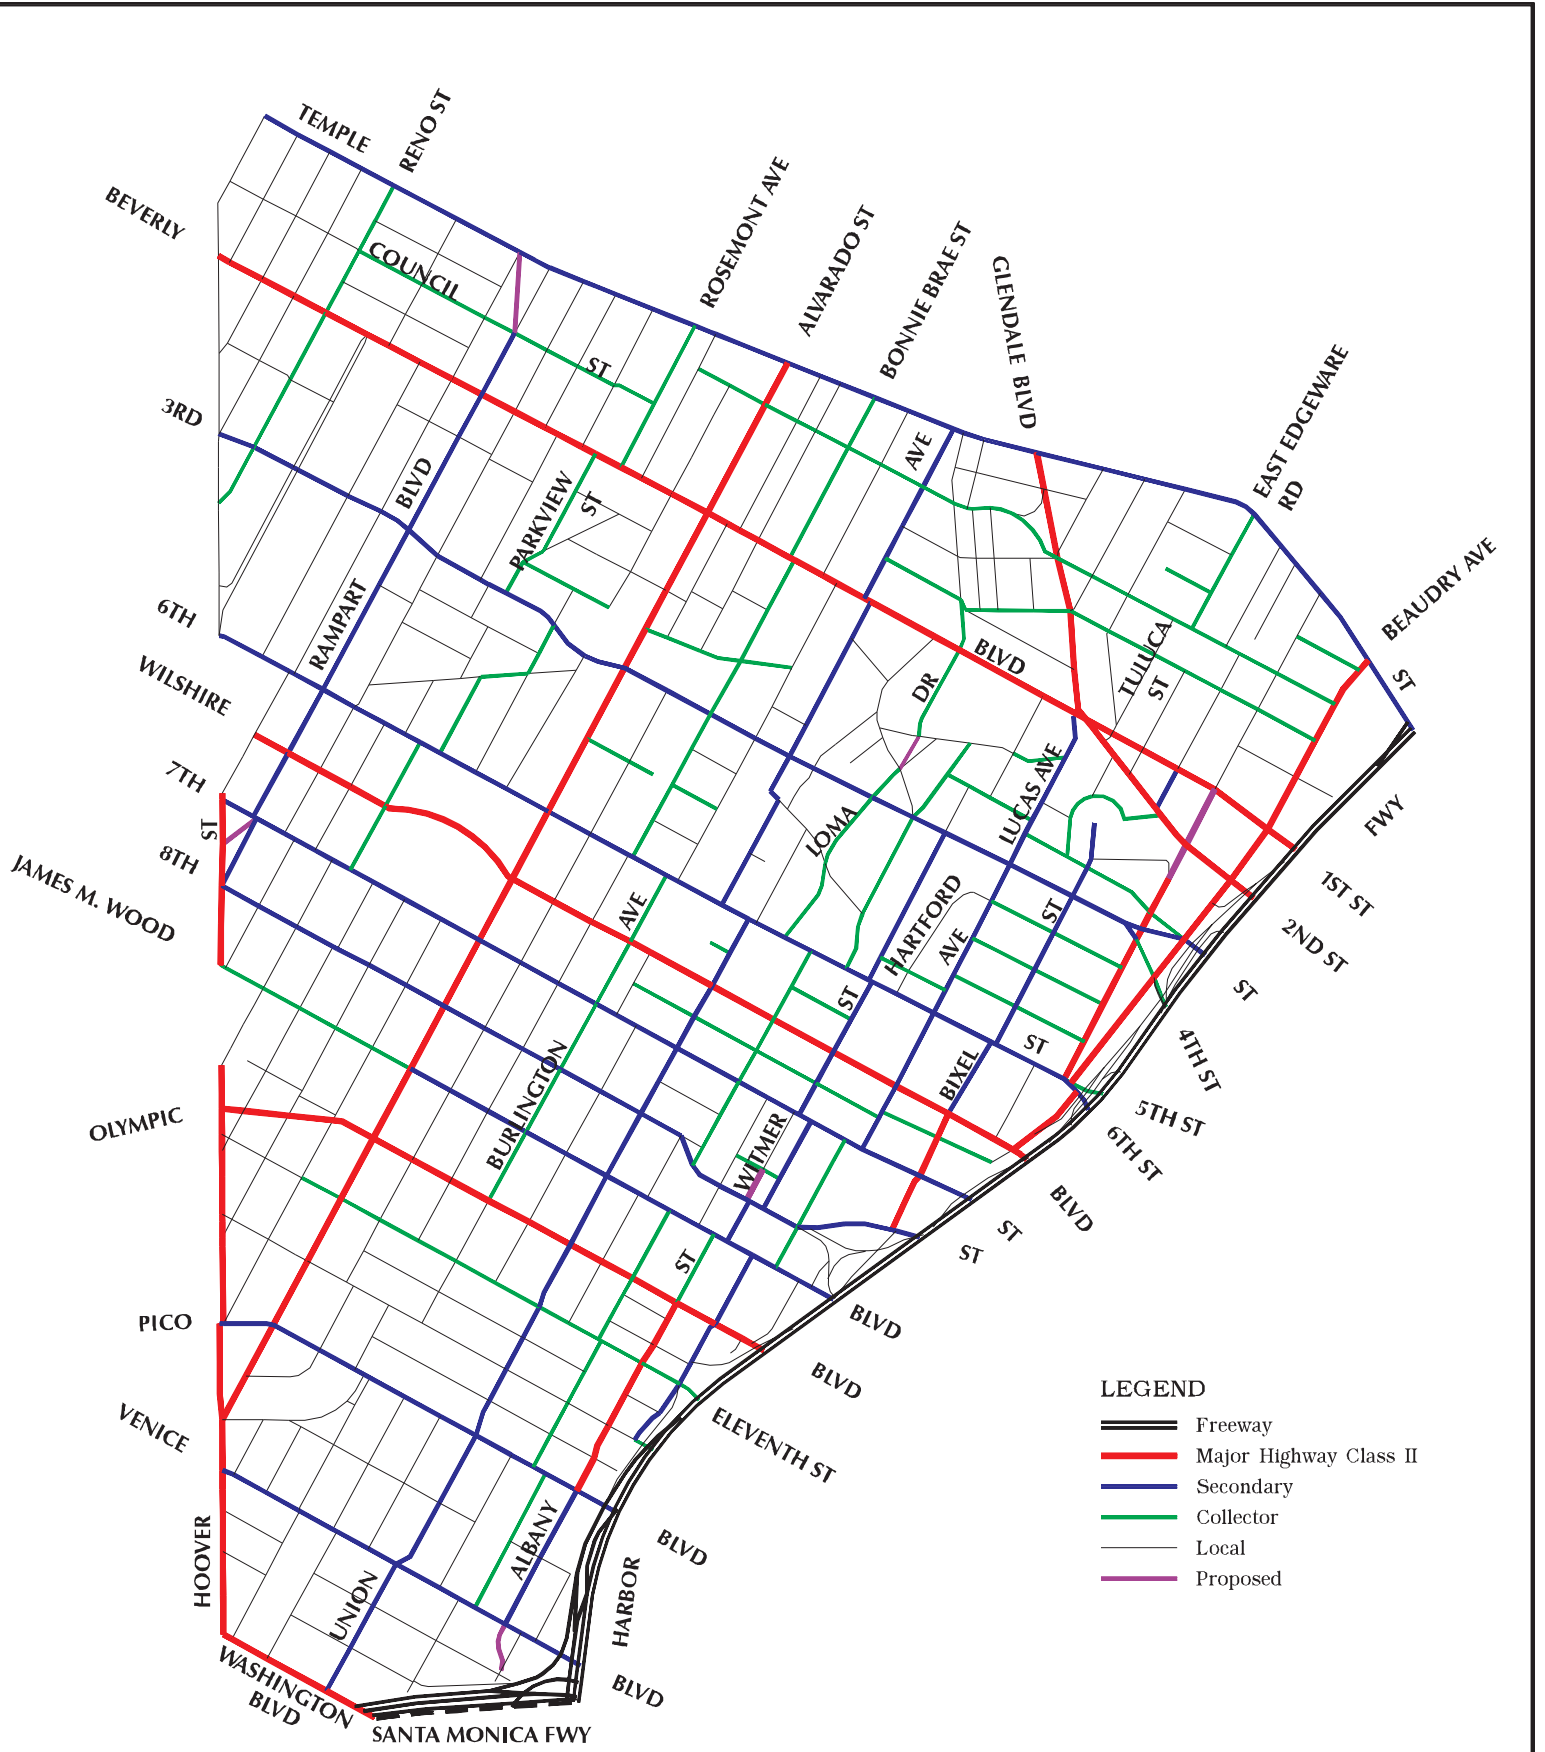 TEMPLE
RENO ST
BEVERLY
COUNCIL
ST
ROSEMONT AVE
ALVARADO ST
BONNIE BRAE ST
GLENDALE BLVD
EAST EDGEWARE
RD
BEAUDRY AVE
ST
3RD
BLVD
PARKVIEW
ST
AVE
6TH
RAMPART
WILSHIRE
BLVD
DR
TULUCA
ST
7TH
ST
8TH
LOMA
LUCAS AVE
FWY
JAMES M. WOOD
AVE
HARTFORD
AVE
ST
1ST ST
2ND ST
ST
ST
ST
4TH ST
BURLINGTON
BIXEL
OLYMPIC
WITMER
5TH ST
6TH ST
BLVD
ST
ST
ST
PICO
BLVD
BLVD
VENICE
ELEVENTH ST
HOOVER
ALBANY
BLVD
UNION
HARBOR
WASHINGTON
BLVD
BLVD
SANTA MONICA FWY
LEGEND
Freeway
Major Highway Class II
Secondary
Collector
Local
Proposed